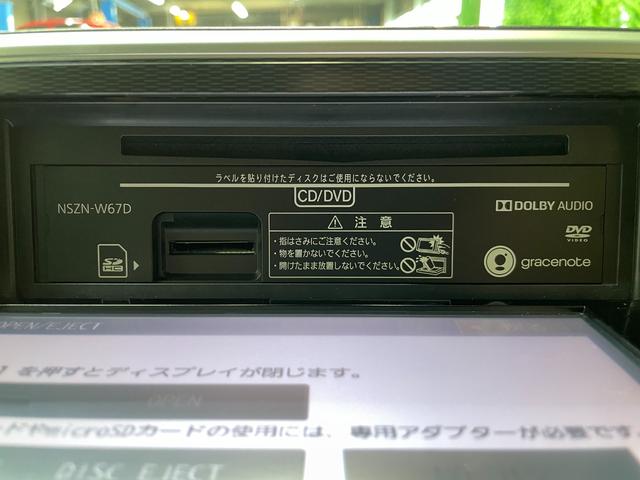 ラベルを貼り付けたディスクはご使用にならないでください。
CD/DVD
NSZN-W67D
DOLBY AUDIO
注意
・指はさみにご注意ください。
・物を置かないでください。
・開けたまま放置しないでください。
DVD
VIDEO
SD
HC
gracenote
OPEN/EJECT
を押すとディスプレイが閉じます。
OPEN
microSDカードの使用には、専用アダプターが必要です
DISC EJECT